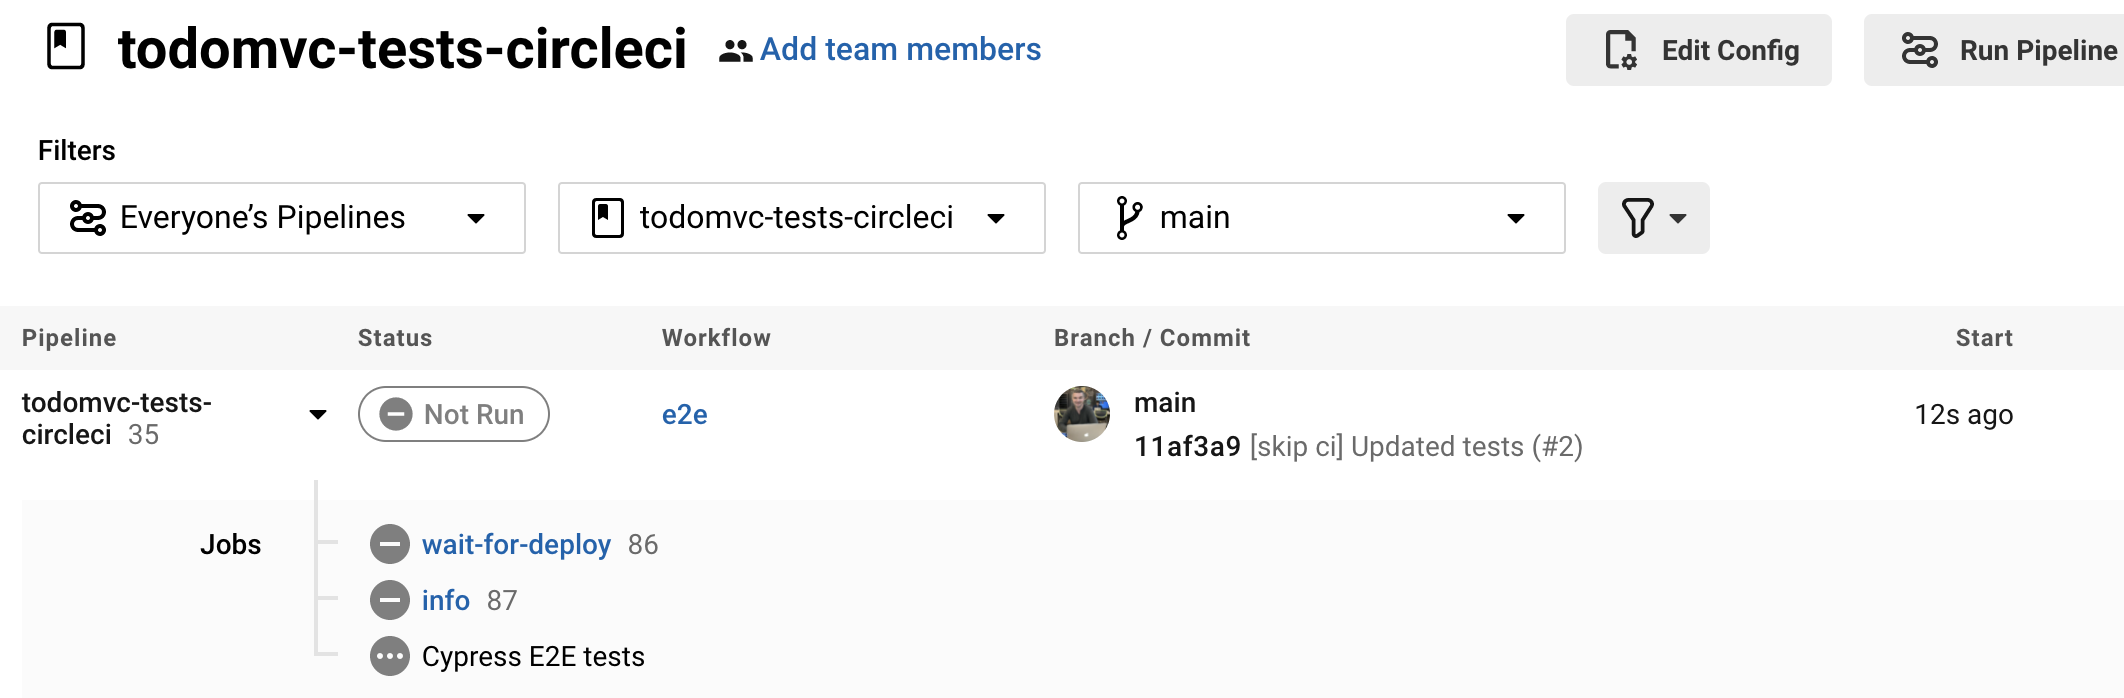 todomvc-tests-circleci Add team members Edit Config Run Pipeline
Filters
Everyone’s Pipelines todomvc-tests-circleci main
Pipeline Status Workflow Branch / Commit Start
todomvc-tests-
circleci 35
Not Run
e2e
main
11af3a9 [skip ci] Updated tests (#2)
12s ago
Jobs
wait-for-deploy 86
info 87
Cypress E2E tests